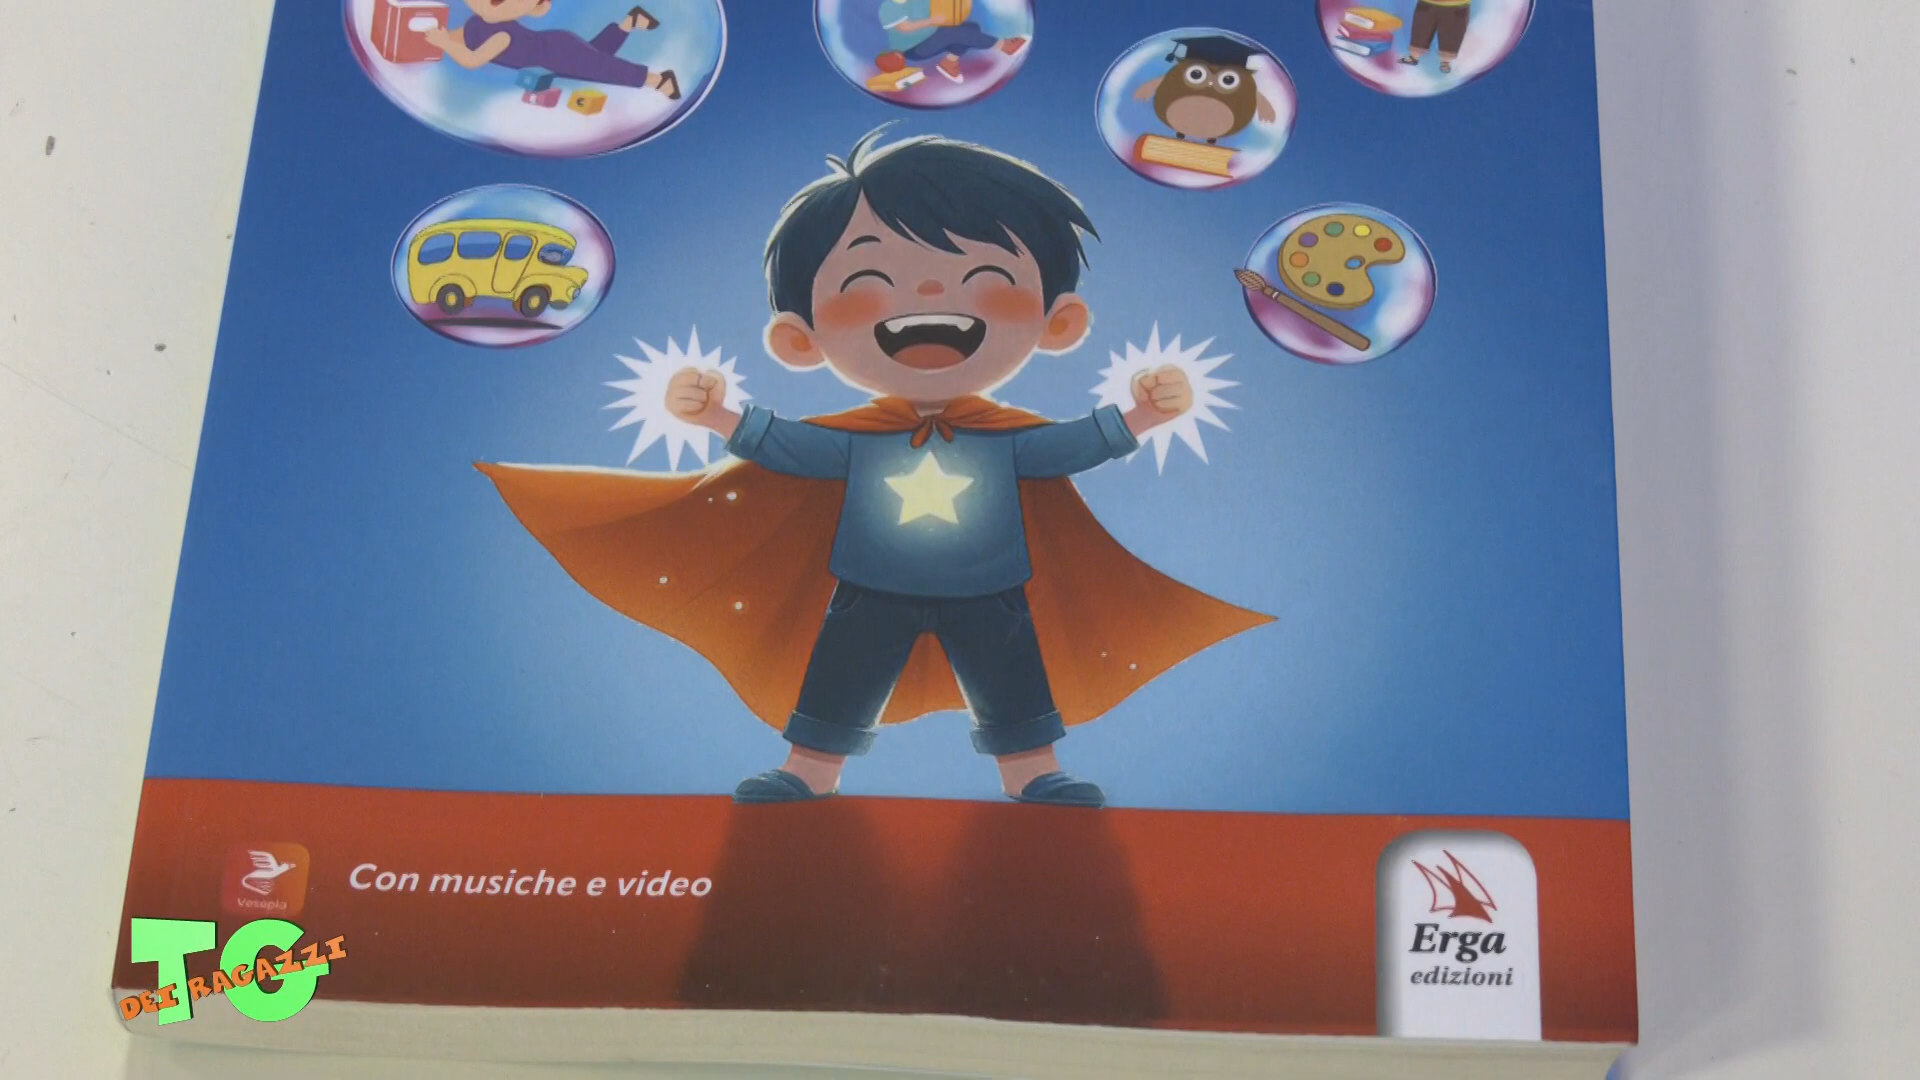 Con musiche e video
Vesepia
Erga
edizioni
TG
DEI RAGAZZI